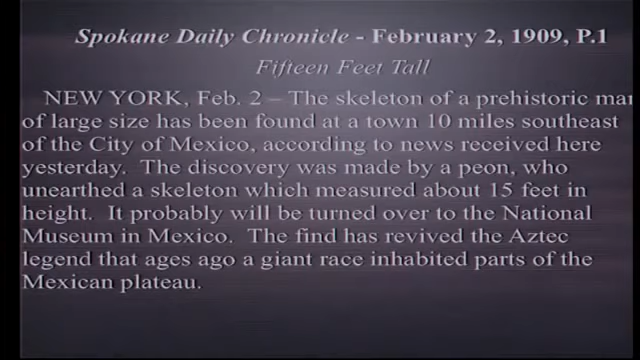 Spokane Daily Chronicle - February 2, 1909, P.1
Fifteen Feet Tall
NEW YORK, Feb. 2 – The skeleton of a prehistoric man
of large size has been found at a town 10 miles southeast
of the City of Mexico, according to news received here
yesterday. The discovery was made by a peon, who
unearthed a skeleton which measured about 15 feet in
height. It probably will be turned over to the National
Museum in Mexico. The find has revived the Aztec
legend that ages ago a giant race inhabited parts of the
Mexican plateau.